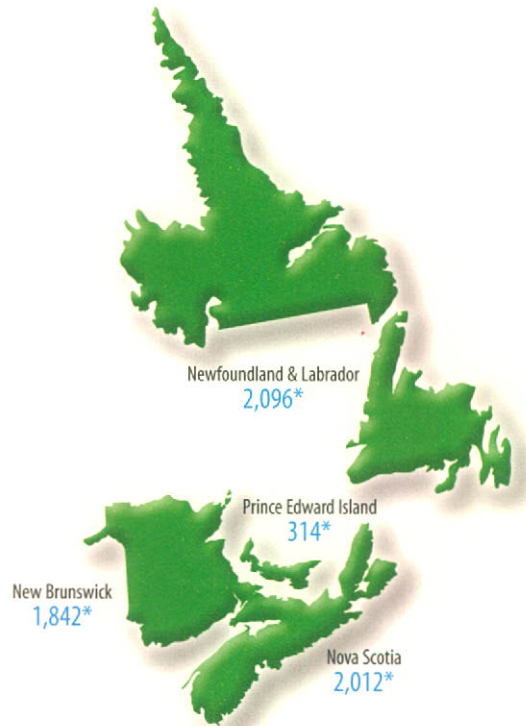 Newfoundland & Labrador
2,096*
Prince Edward Island
314*
New Brunswick
1,842*
Nova Scotia
2,012*